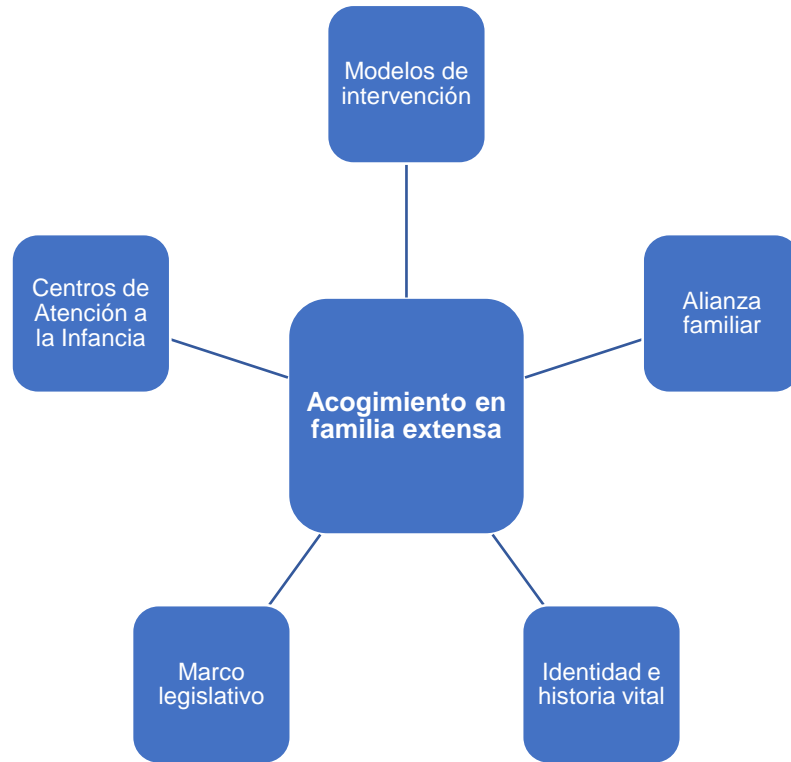 Modelos de
intervención
Centros de
Atención a
la Infancia
Alianza
familiar
Acogimiento en
familia extensa
Marco
legislativo
Identidad e
historia vital